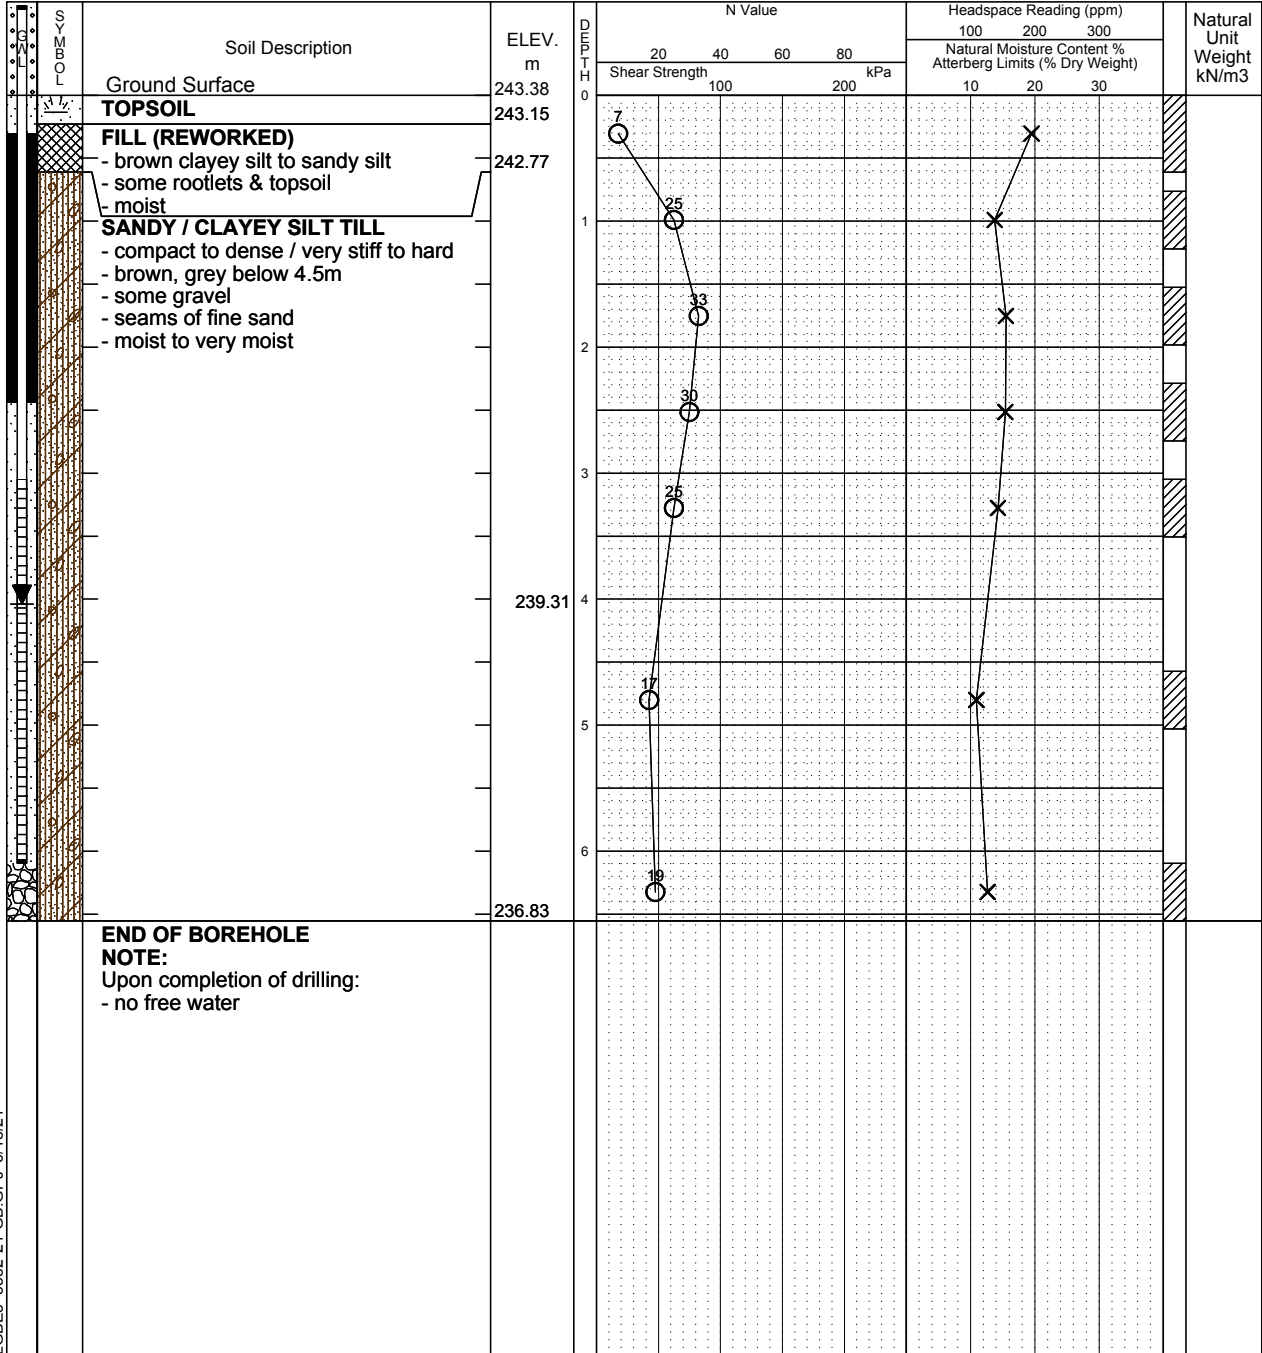 GWL
SYMBOL
Soil Description
Ground Surface
ELEV.
m
243.38
DEPTH
0
N Value
20 40 60 80
Shear Strength kPa
100 200
Headspace Reading (ppm)
100 200 300
Natural Moisture Content %
Atterberg Limits (% Dry Weight)
10 20 30
Natural
Unit
Weight
kN/m3
TOPSOIL
243.15
FILL (REWORKED)
- brown clayey silt to sandy silt
242.77
- some rootlets & topsoil
- moist
SANDY / CLAYEY SILT TILL
- compact to dense / very stiff to hard
- brown, grey below 4.5m
- some gravel
- seams of fine sand
- moist to very moist
7
25
1
33
2
30
3
25
239.31
4
17
5
6
19
236.83
END OF BOREHOLE
NOTE:
Upon completion of drilling:
- no free water